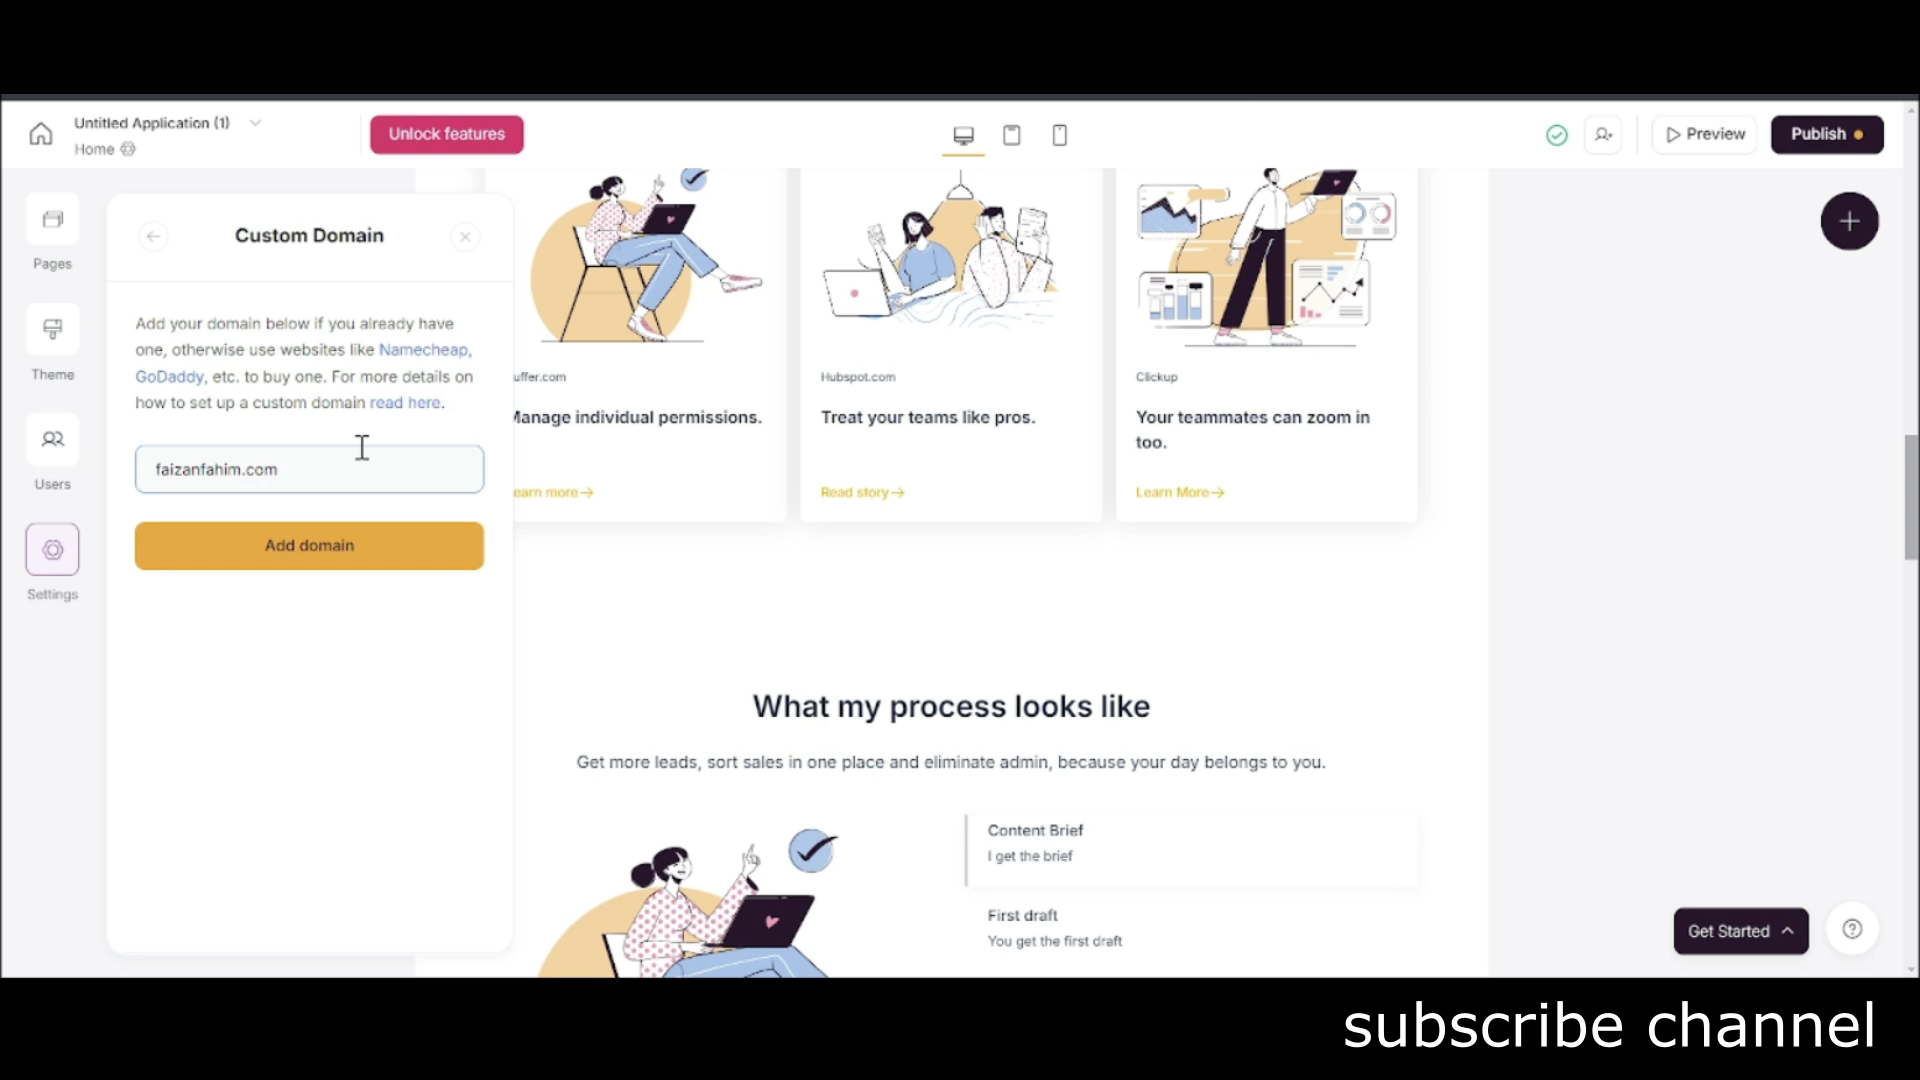 Untitled Application (1)
Home
Unlock features
Preview
Publish
Pages
Theme
Users
Settings
Custom Domain
Add your domain below if you already have
one, otherwise use websites like Namecheap,
GoDaddy, etc. to buy one. For more details on
how to set up a custom domain read here.
faizanfahim.com
Add domain
uffer.com
Manage individual permissions.
earn more→
Hubspot.com
Treat your teams like pros.
Read story→
Clickup
Your teammates can zoom in
too.
Learn More→
What my process looks like
Get more leads, sort sales in one place and eliminate admin, because your day belongs to you.
Content Brief
I get the brief
First draft
You get the first draft
Get Started
subscribe channel